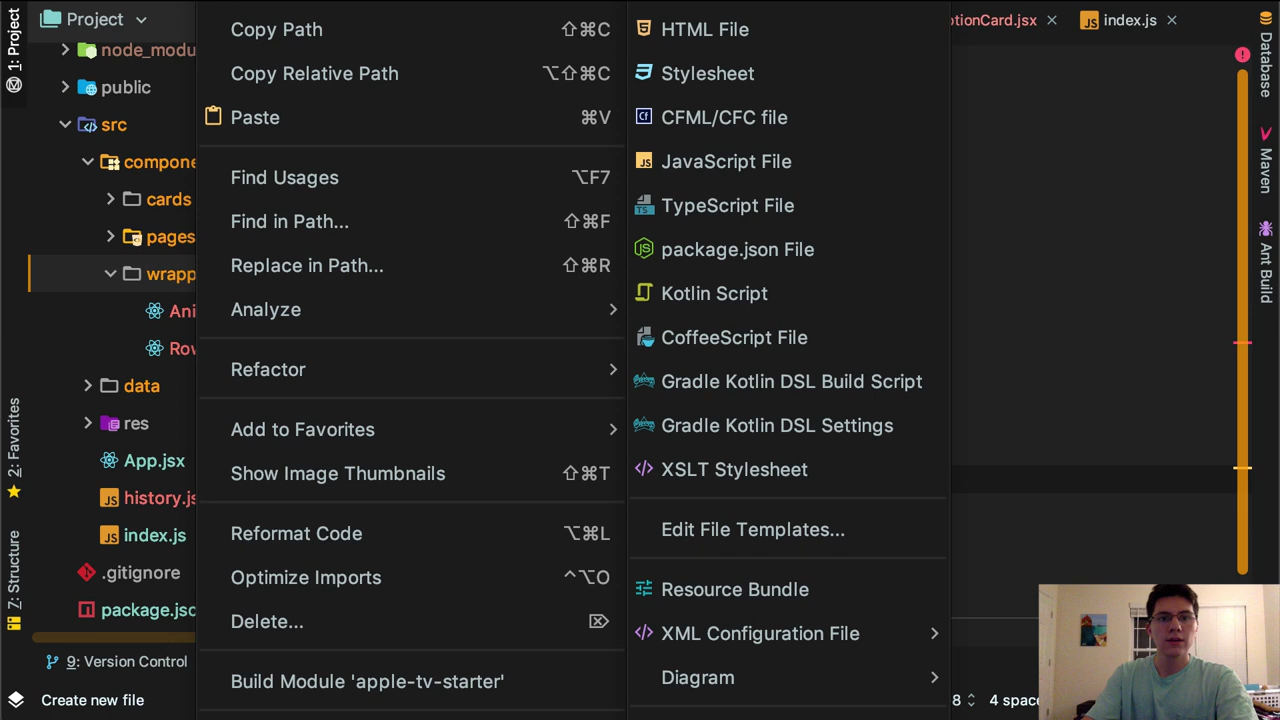 1: Project
Project
node_modu
public
src
compone
cards
pages
wrapp
Ani
Rov
data
res
App.jsx
history.js
index.js
.gitignore
package.jso
2: Favorites
7: Structure
9: Version Control
Create new file
Copy Path ⇧⌘C
Copy Relative Path ⌥⇧⌘C
Paste ⌘V
Find Usages ⌥F7
Find in Path... ⇧⌘F
Replace in Path... ⇧⌘R
Analyze
Refactor
Add to Favorites
Show Image Thumbnails ⇧⌘T
Reformat Code ⌥⌘L
Optimize Imports ^⌥O
Delete... ⌦
Build Module 'apple-tv-starter'
HTML File
Stylesheet
CFML/CFC file
JavaScript File
TypeScript File
package.json File
Kotlin Script
CoffeeScript File
Gradle Kotlin DSL Build Script
Gradle Kotlin DSL Settings
XSLT Stylesheet
Edit File Templates...
Resource Bundle
XML Configuration File
Diagram
otionCard.jsx
index.js
Database
Maven
Ant Build
8
4 space